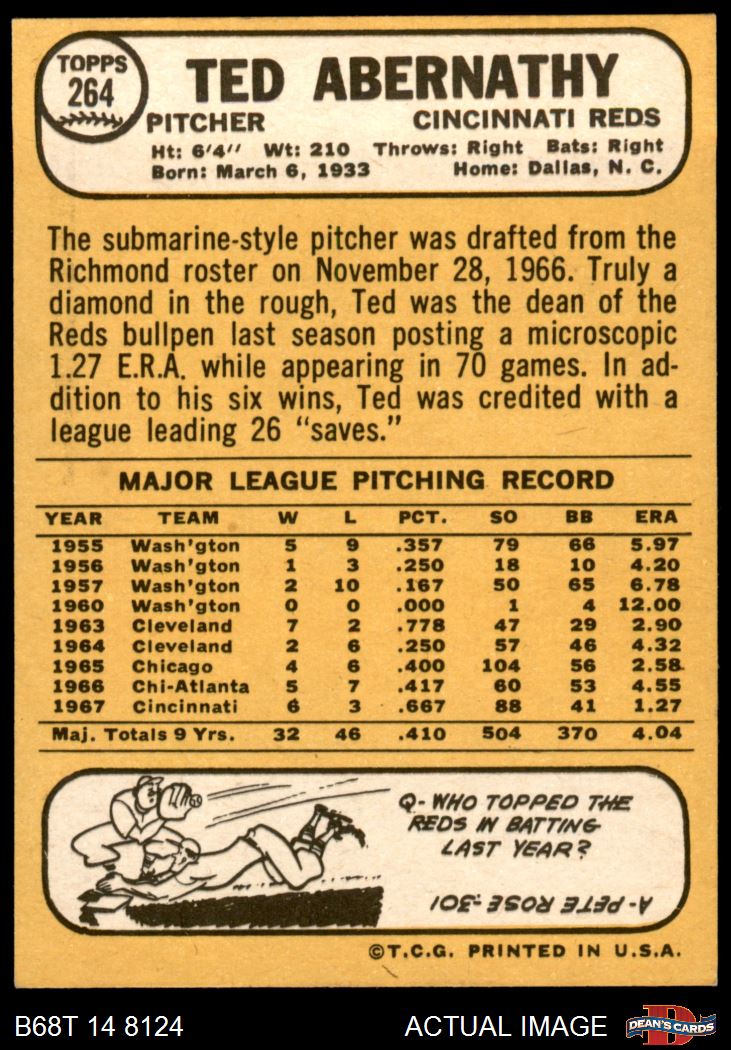 TOPPS
264
TED ABERNATHY
PITCHER CINCINNATI REDS
Ht: 6'4" Wt: 210 Throws: Right Bats: Right
Born: March 6, 1933 Home: Dallas, N. C.
The submarine-style pitcher was drafted from the
Richmond roster on November 28, 1966. Truly a
diamond in the rough, Ted was the dean of the
Reds bullpen last season posting a microscopic
1.27 E.R.A. while appearing in 70 games. In ad-
dition to his six wins, Ted was credited with a
league leading 26 "saves."
MAJOR LEAGUE PITCHING RECORD
YEAR TEAM W L PCT. SO BB ERA
1955 Wash'gton 5 9 .357 79 66 5.97
1956 Wash'gton 1 3 .250 18 10 4.20
1957 Wash'gton 2 10 .167 50 65 6.78
1960 Wash'gton 0 0 .000 1 4 12.00
1963 Cleveland 7 2 .778 47 29 2.90
1964 Cleveland 2 6 .250 57 46 4.32
1965 Chicago 4 6 .400 104 56 2.58
1966 Chi-Atlanta 5 7 .417 60 53 4.55
1967 Cincinnati 6 3 .667 88 41 1.27
Maj. Totals 9 Yrs. 32 46 .410 504 370 4.04
Q- WHO TOPPED THE
REDS IN BATTING
LAST YEAR?
A- PETE ROSE .301
©T.C.G. PRINTED IN U.S.A.
B68T 14 8124 ACTUAL IMAGE DEAN'S CARDS